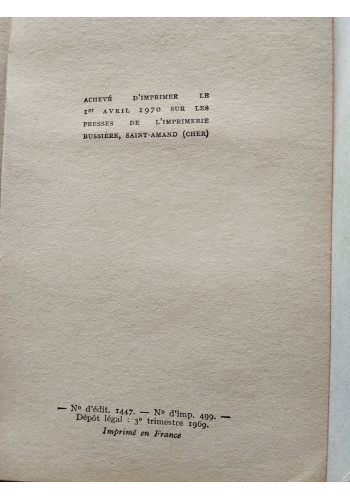 ACHEVÉ D'IMPRIMER LE
1er AVRIL 1970 SUR LES
PRESSES DE L'IMPRIMERIE
BUSSIÈRE, SAINT-AMAND (CHER)
— No d'édit. 1447. — No d'imp. 499. —
Dépôt légal : 3e trimestre 1969.
Imprimé en France